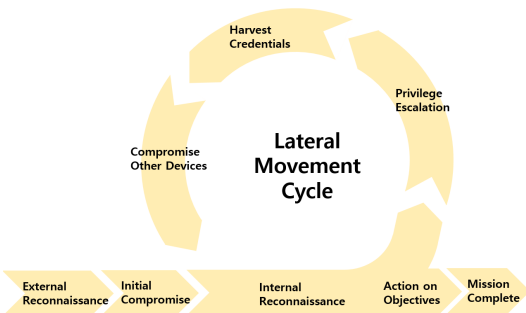 Harvest
Credentials
Privilege
Escalation
Lateral
Movement
Cycle
Compromise
Other Devices
External
Reconnaissance
Initial
Compromise
Internal
Reconnaissance
Action on
Objectives
Mission
Complete